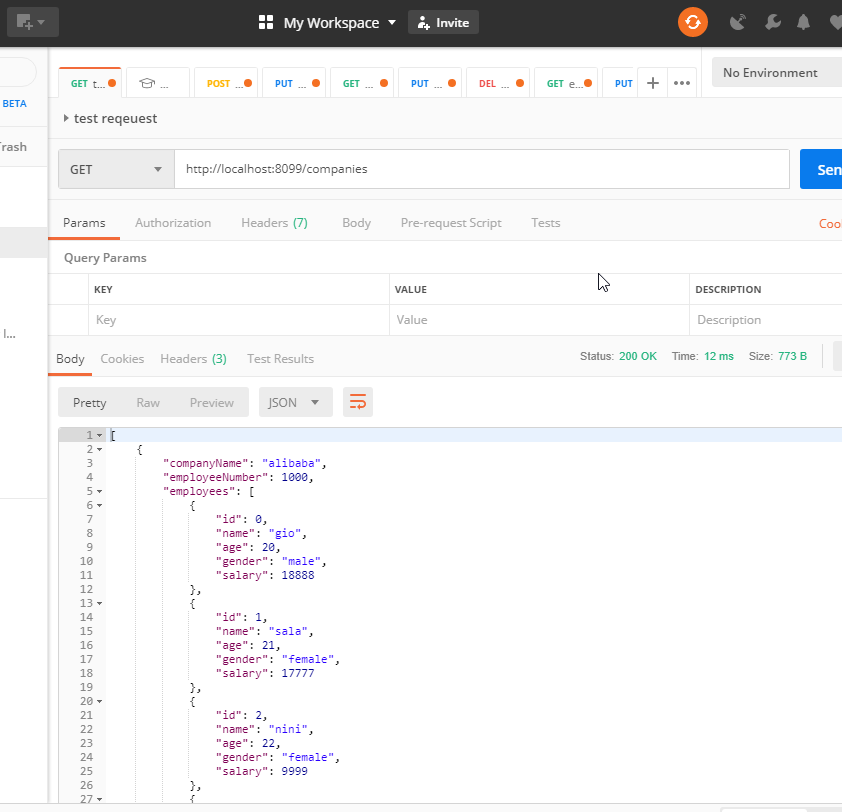 My Workspace
Invite
BETA
GET t...
...
POST ...
PUT ...
GET ...
PUT ...
DEL ...
GET e...
PUT
No Environment
test reqeuest
rash
GET
http://localhost:8099/companies
Sen
Params
Authorization
Headers (7)
Body
Pre-request Script
Tests
Coo
Query Params
KEY
VALUE
DESCRIPTION
Key
Value
Description
I...
Body
Cookies
Headers (3)
Test Results
Status: 200 OK
Time: 12 ms
Size: 773 B
Pretty
Raw
Preview
JSON
1 [
2 {
3 "companyName": "alibaba",
4 "employeeNumber": 1000,
5 "employees": [
6 {
7 "id": 0,
8 "name": "gio",
9 "age": 20,
10 "gender": "male",
11 "salary": 18888
12 },
13 {
14 "id": 1,
15 "name": "sala",
16 "age": 21,
17 "gender": "female",
18 "salary": 17777
19 },
20 {
21 "id": 2,
22 "name": "nini",
23 "age": 22,
24 "gender": "female",
25 "salary": 9999
26 },
27 {